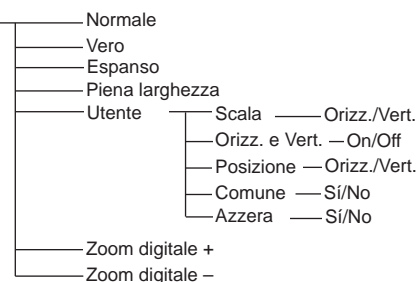 Normale
Vero
Espanso
Piena larghezza
Utente Scala Orizz./Vert.
Orizz. e Vert. On/Off
Posizione Orizz./Vert.
Comune Sí/No
Azzera Sí/No
Zoom digitale +
Zoom digitale –